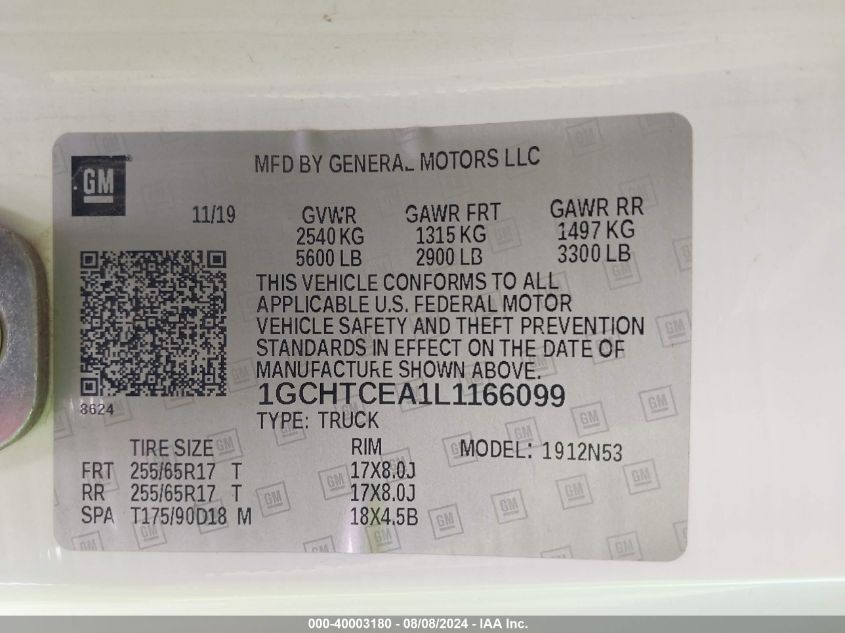 MFD BY GENERAL MOTORS LLC
GM
11/19 GVWR GAWR FRT GAWR RR
2540 KG 1315 KG 1497 KG
5600 LB 2900 LB 3300 LB
THIS VEHICLE CONFORMS TO ALL
APPLICABLE U.S. FEDERAL MOTOR
VEHICLE SAFETY AND THEFT PREVENTION
STANDARDS IN EFFECT ON THE DATE OF
MANUFACTURE SHOWN ABOVE.
1GCHTCEA1L1166099
8624
TYPE: TRUCK
TIRE SIZE RIM MODEL: 1912N53
FRT 255/65R17 T 17X8.0J
RR 255/65R17 T 17X8.0J
SPA T175/90D18 M 18X4.5B
000-40003180 - 08/08/2024 - IAA Inc.